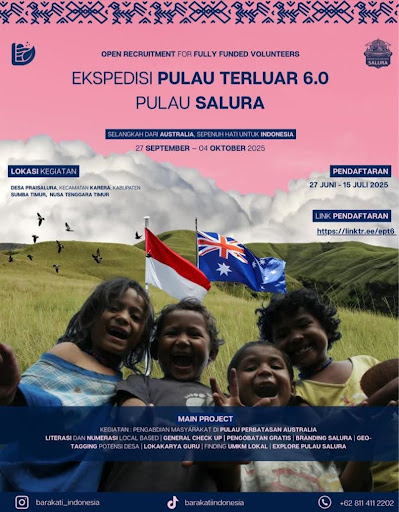 OPEN RECRUITMENT FOR FULLY FUNDED VOLUNTEERS
SALURA
EKSPEDISI PULAU TERLUAR 6.0
PULAU SALURA
SELANGKAH DARI AUSTRALIA, SEPENUH HATI UNTUK INDONESIA
27 SEPTEMBER – 04 OKTOBER 2025
LOKASI KEGIATAN
DESA PRAISALURA, KECAMATAN KARERA, KABUPATEN
SUMBA TIMUR, NUSA TENGGARA TIMUR
PENDAFTARAN
27 JUNI - 15 JULI 2025
LINK PENDAFTARAN
https://linktr.ee/ept6
MAIN PROJECT
KEGIATAN : PENGABDIAN MASYARAKAT DI PULAU PERBATASAN AUSTRALIA
LITERASI DAN NUMERASI LOCAL BASED | GENERAL CHECK UP | PENGOBATAN GRATIS | BRANDING SALURA | GEO-
TAGGING POTENSI DESA | LOKAKARYA GURU | FINDING UMKM LOKAL | EXPLORE PULAU SALURA
barakati_indonesia
barakatiindonesia
+62 811 411 2202